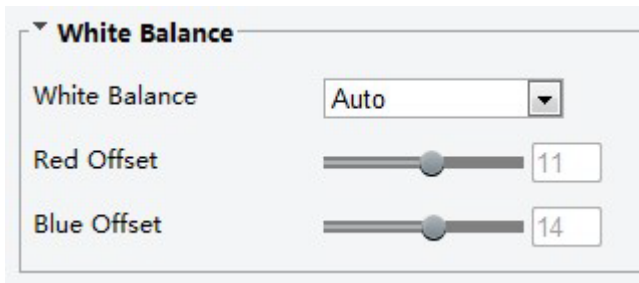 White Balance
White Balance Auto
Red Offset 11
Blue Offset 14